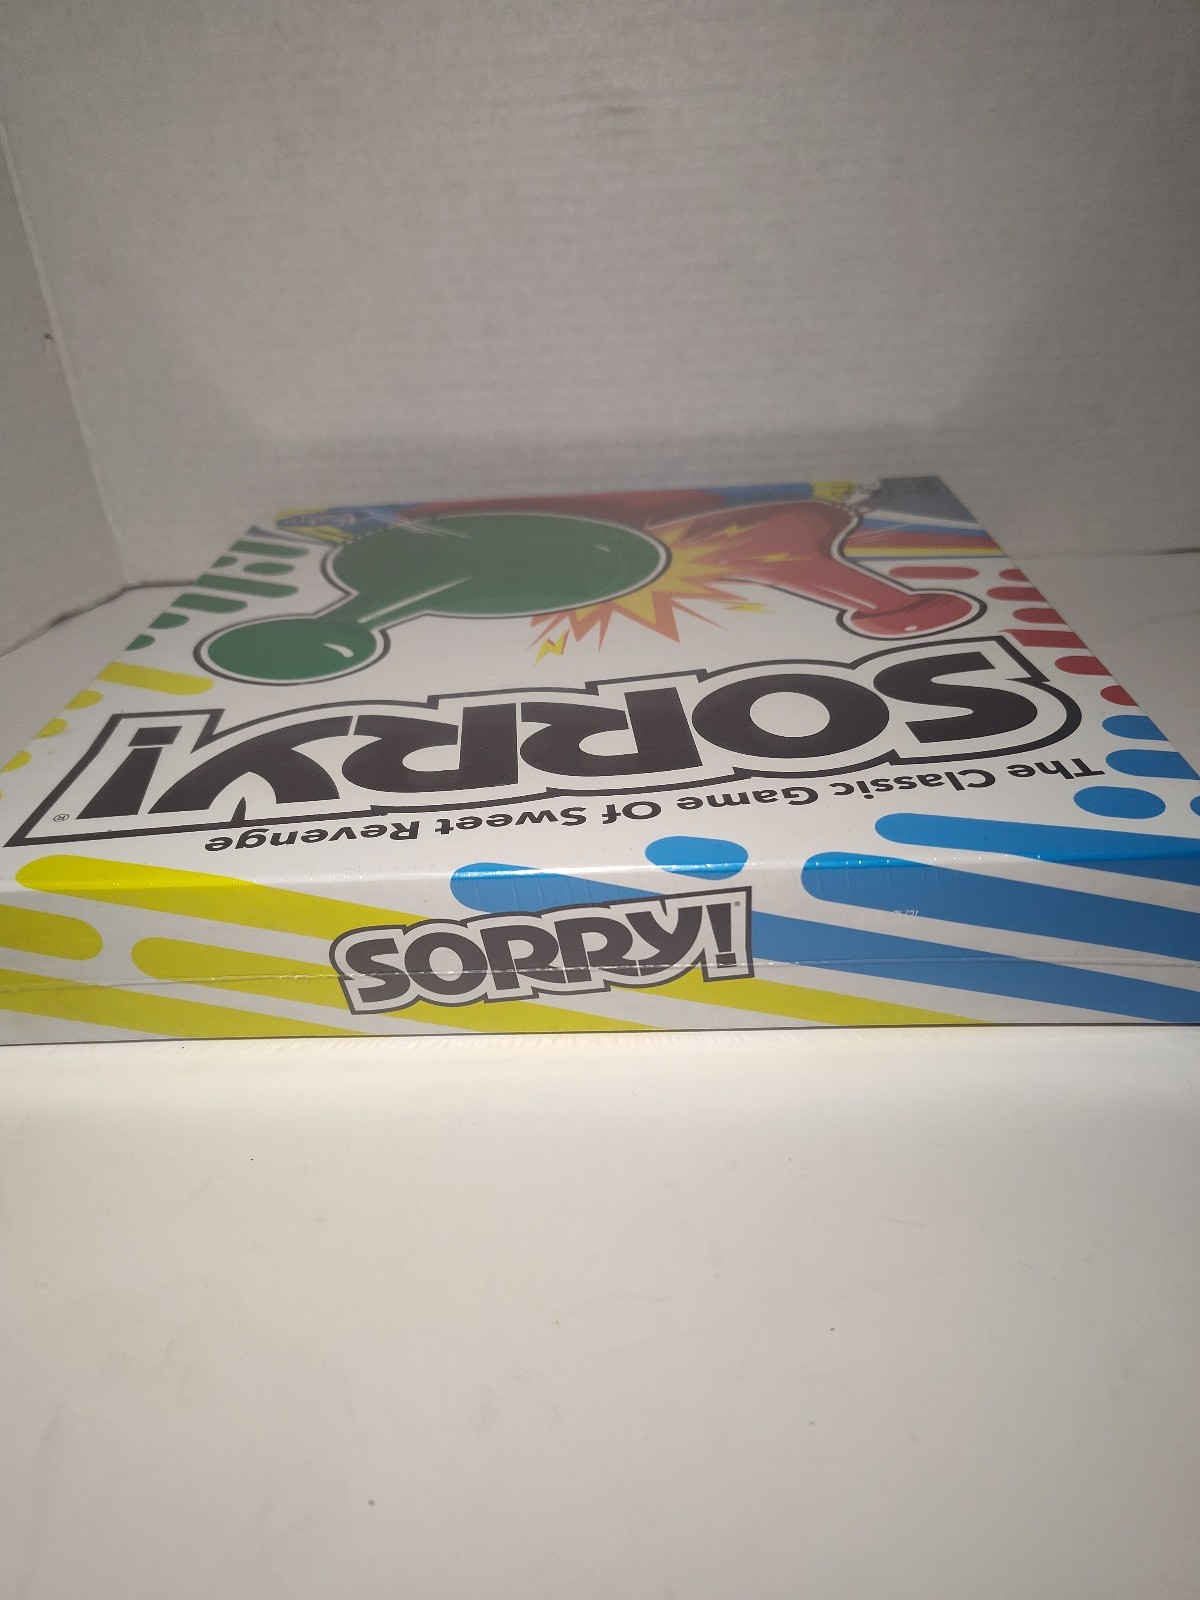 SORRY!®
The Classic Game Of Sweet Revenge
SORRY!